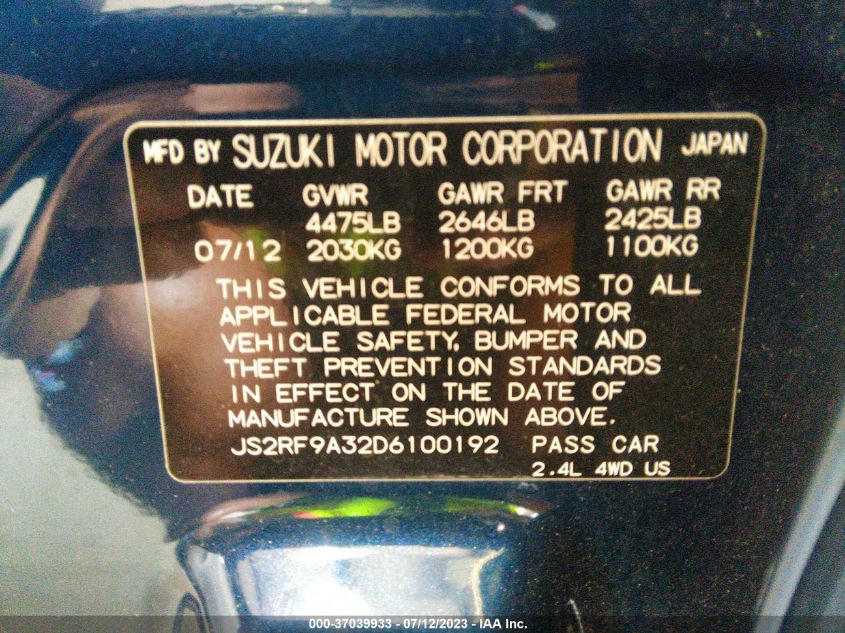 MFD BY SUZUKI MOTOR CORPORATION JAPAN
DATE GVWR GAWR FRT GAWR RR
4475LB 2646LB 2425LB
07/12 2030KG 1200KG 1100KG
THIS VEHICLE CONFORMS TO ALL
APPLICABLE FEDERAL MOTOR
VEHICLE SAFETY, BUMPER AND
THEFT PREVENTION STANDARDS
IN EFFECT ON THE DATE OF
MANUFACTURE SHOWN ABOVE.
JS2RF9A32D6100192 PASS CAR
2.4L 4WD US
000-37039933 - 07/12/2023 - IAA Inc.